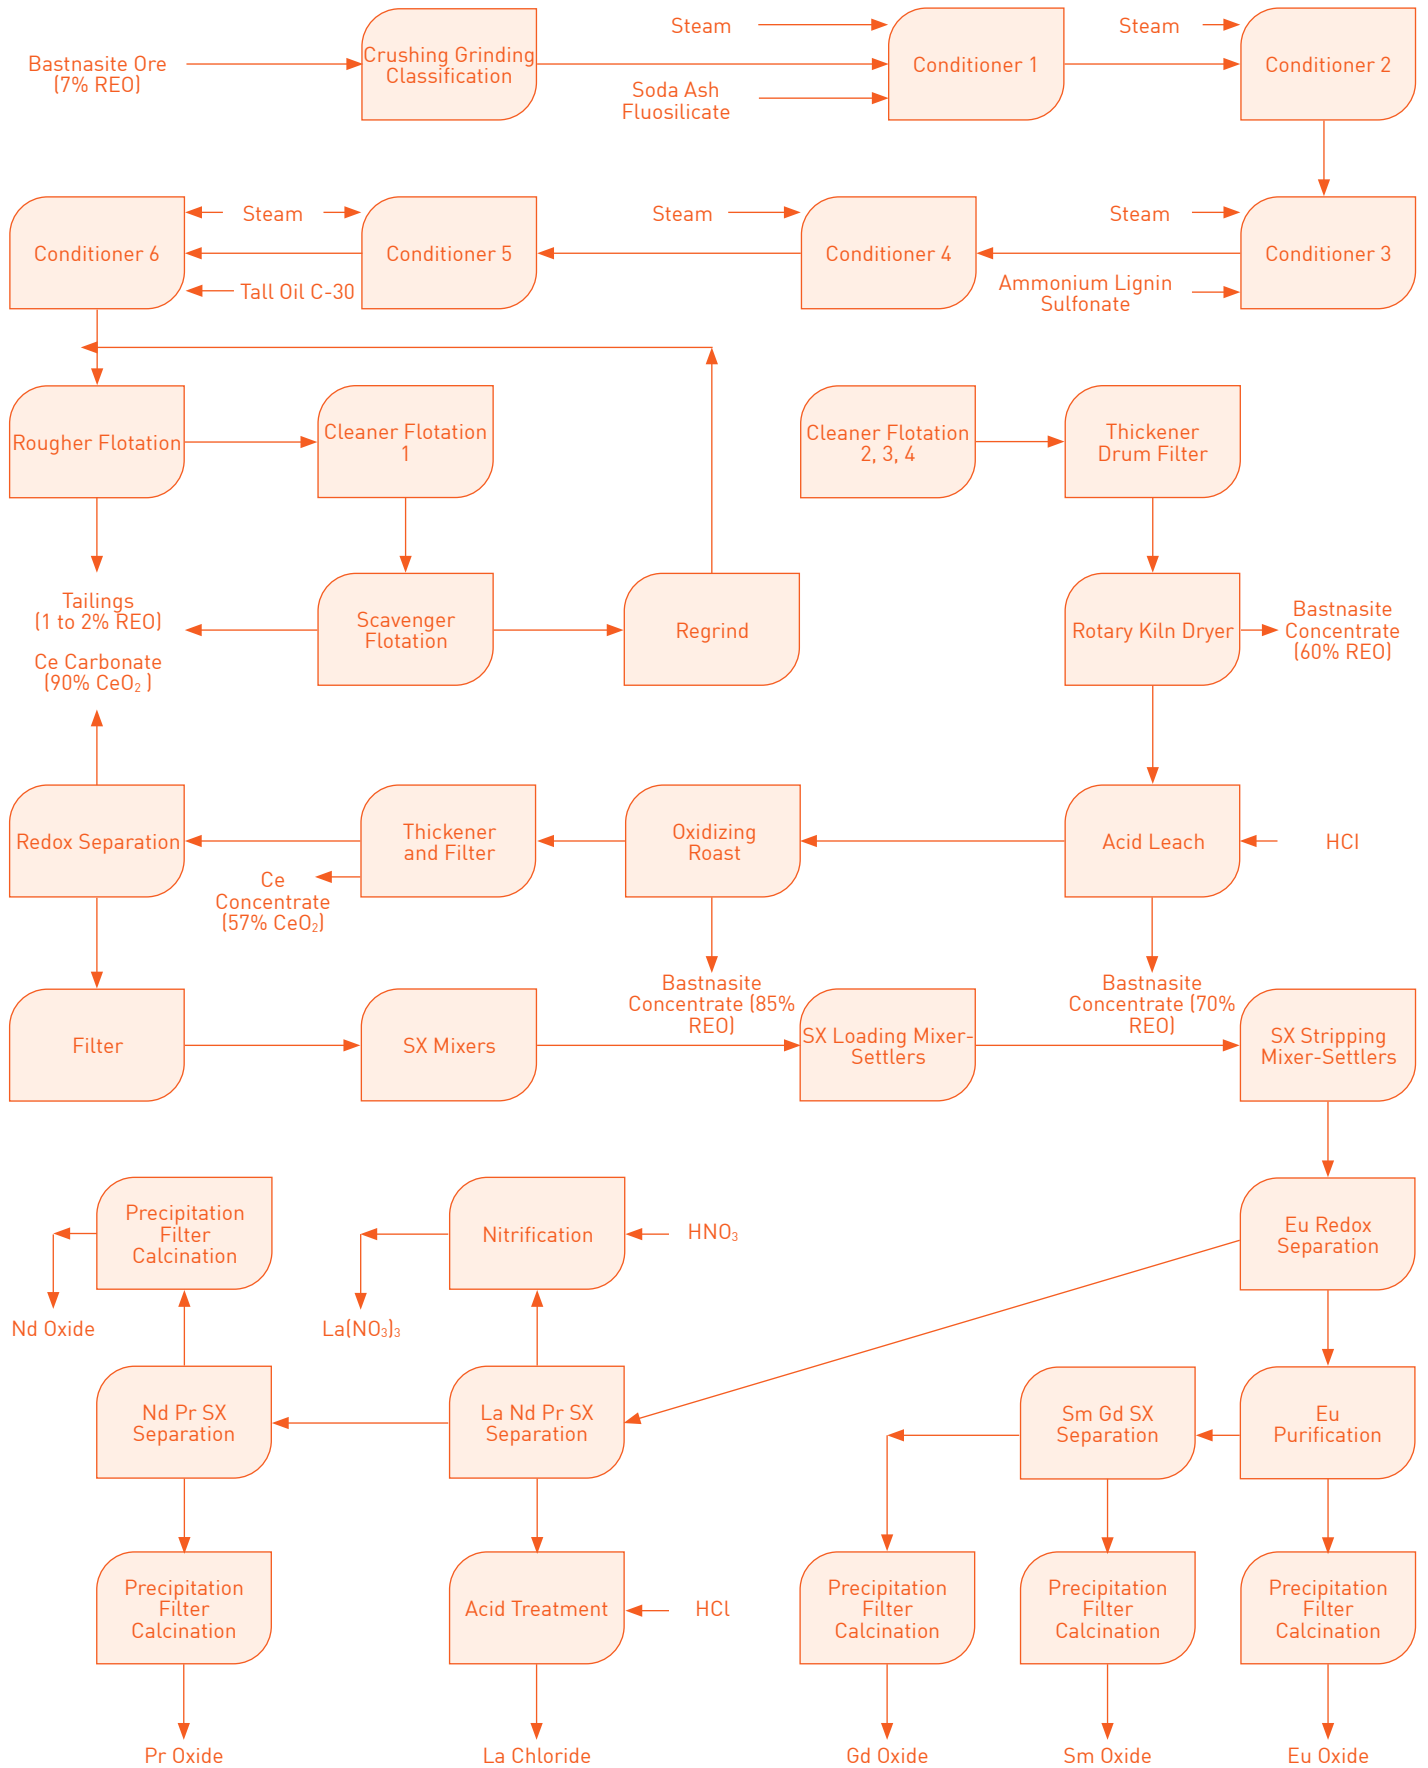 Bastnasite Ore
(7% REO)
Crushing Grinding
Classification
Steam
Soda Ash
Fluosilicate
Conditioner 1
Steam
Conditioner 2
Conditioner 6
Steam
Tall Oil C-30
Conditioner 5
Steam
Conditioner 4
Steam
Ammonium Lignin
Sulfonate
Conditioner 3
Rougher Flotation
Cleaner Flotation
1
Cleaner Flotation
2, 3, 4
Thickener
Drum Filter
Tailings
(1 to 2% REO)
Ce Carbonate
(90% CeO₂ )
Scavenger
Flotation
Regrind
Rotary Kiln Dryer
Bastnasite
Concentrate
(60% REO)
Redox Separation
Ce
Concentrate
(57% CeO₂)
Thickener
and Filter
Oxidizing
Roast
Acid Leach
HCl
Filter
SX Mixers
Bastnasite
Concentrate (85%
REO)
SX Loading Mixer-
Settlers
Bastnasite
Concentrate (70%
REO)
SX Stripping
Mixer-Settlers
Precipitation
Filter
Calcination
Nd Oxide
Nitrification
HNO₃
La(NO₃)₃
Eu Redox
Separation
Nd Pr SX
Separation
La Nd Pr SX
Separation
Sm Gd SX
Separation
Eu
Purification
Precipitation
Filter
Calcination
Acid Treatment
HCl
Precipitation
Filter
Calcination
Precipitation
Filter
Calcination
Precipitation
Filter
Calcination
Pr Oxide
La Chloride
Gd Oxide
Sm Oxide
Eu Oxide